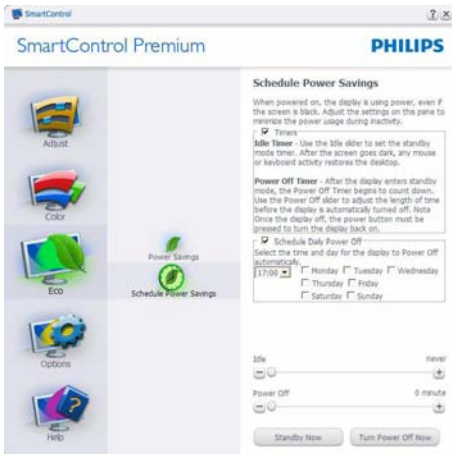 SmartControl
SmartControl Premium
PHILIPS
Adjust
Color
Eco
Options
Help
Power Savings
Schedule Power Savings
Schedule Power Savings
When powered on, the display is using power, even if
the screen is black. Adjust the settings on this pane to
minimize the power usage during inactivity.
Timers
Idle Timer - Use the Idle slider to set the standby
mode timer. After the screen goes dark, any mouse
or keyboard activity restores the desktop.
Power Off Timer - After the display enters standby
mode, the Power Off Timer begins to count down.
Use the Power Off slider to adjust the length of time
before the display is automatically turned off. Note
Once the display off, the power button must be
pressed to turn the display back on.
Schedule Daily Power Off
Select the time and day for the display to Power Off
automatically.
17:00 Monday Tuesday Wednesday
Thursday Friday
Saturday Sunday
Idle never
Power Off 0 minute
Standby Now Turn Power Off Now